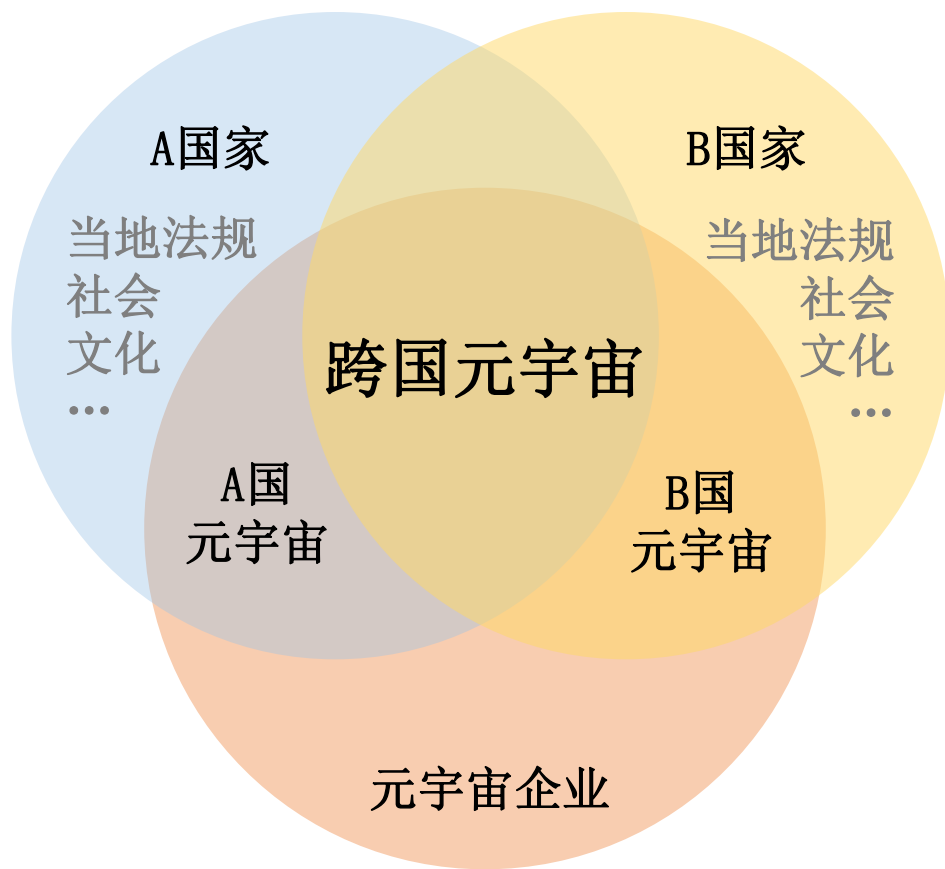 A国家
当地法规
社会
文化
...
B国家
当地法规
社会
文化
...
跨国元宇宙
A国
元宇宙
B国
元宇宙
元宇宙企业